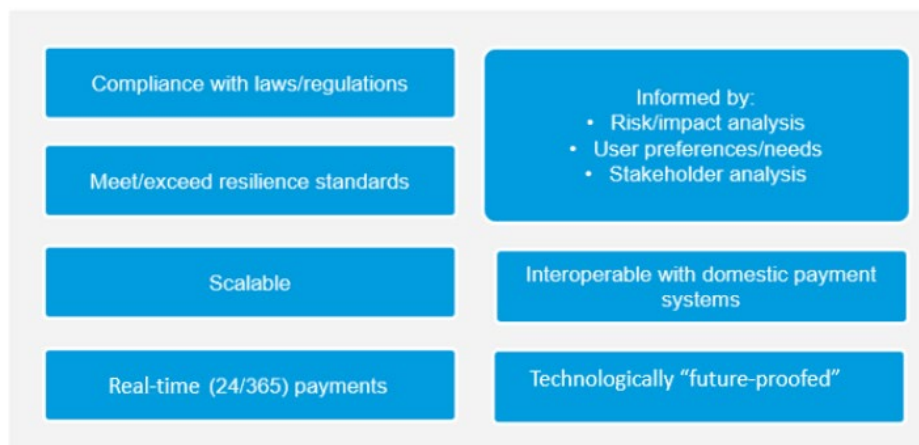 Compliance with laws/regulations
Meet/exceed resilience standards
Scalable
Real-time (24/365) payments
Informed by:
• Risk/impact analysis
• User preferences/needs
• Stakeholder analysis
Interoperable with domestic payment
systems
Technologically “future-proofed”